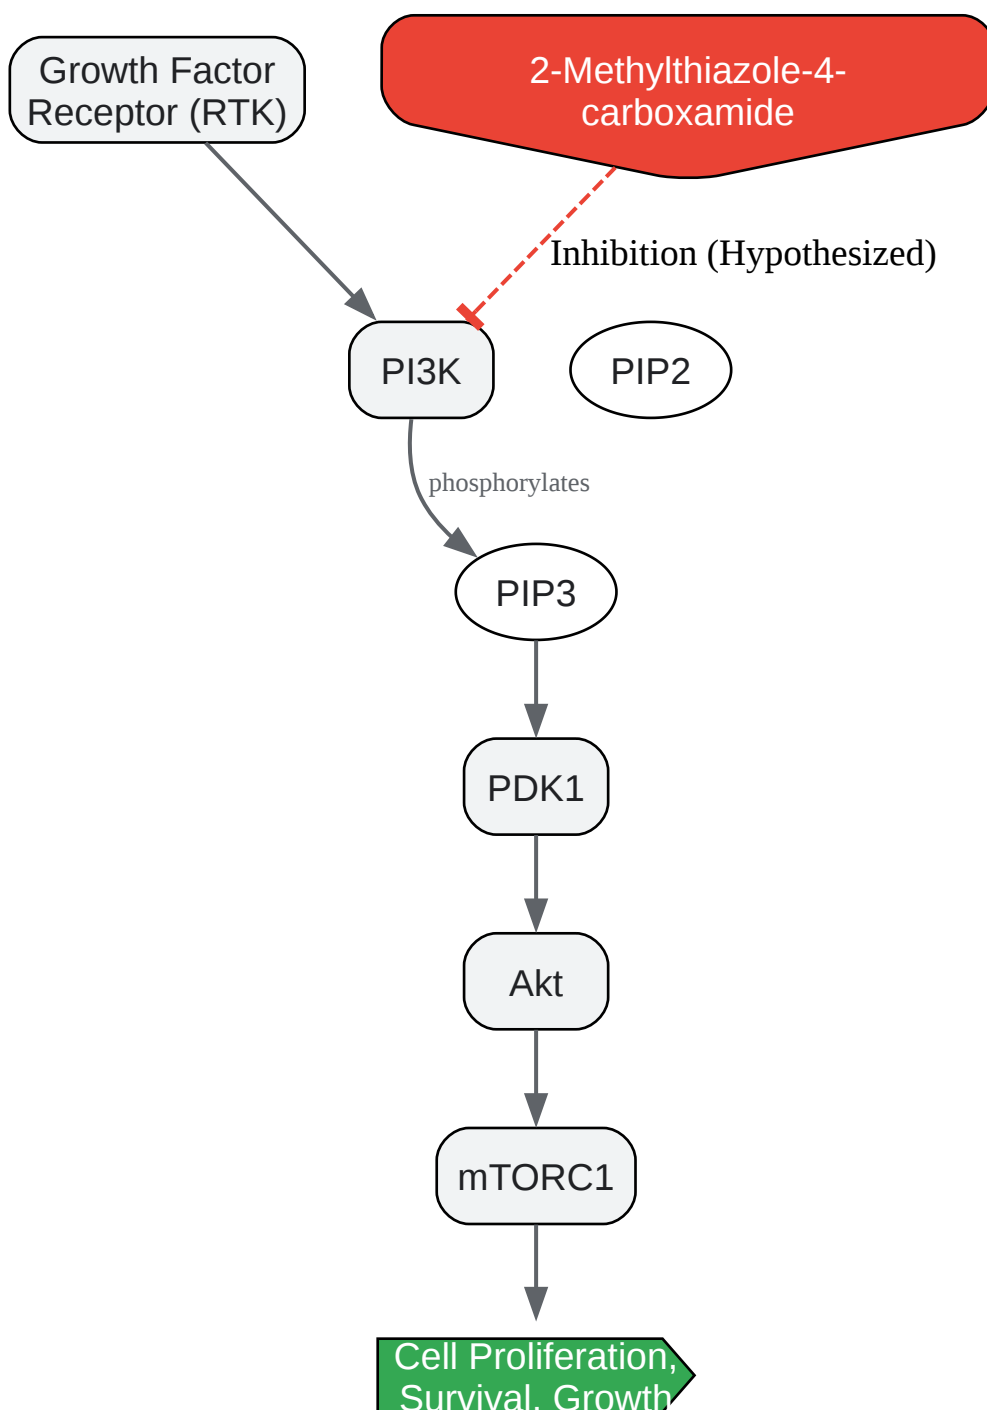 Growth Factor
Receptor (RTK)
2-Methylthiazole-4-
carboxamide
Inhibition (Hypothesized)
PI3K
PIP2
phosphorylates
PIP3
PDK1
Akt
mTORC1
Cell Proliferation,
Survival, Growth